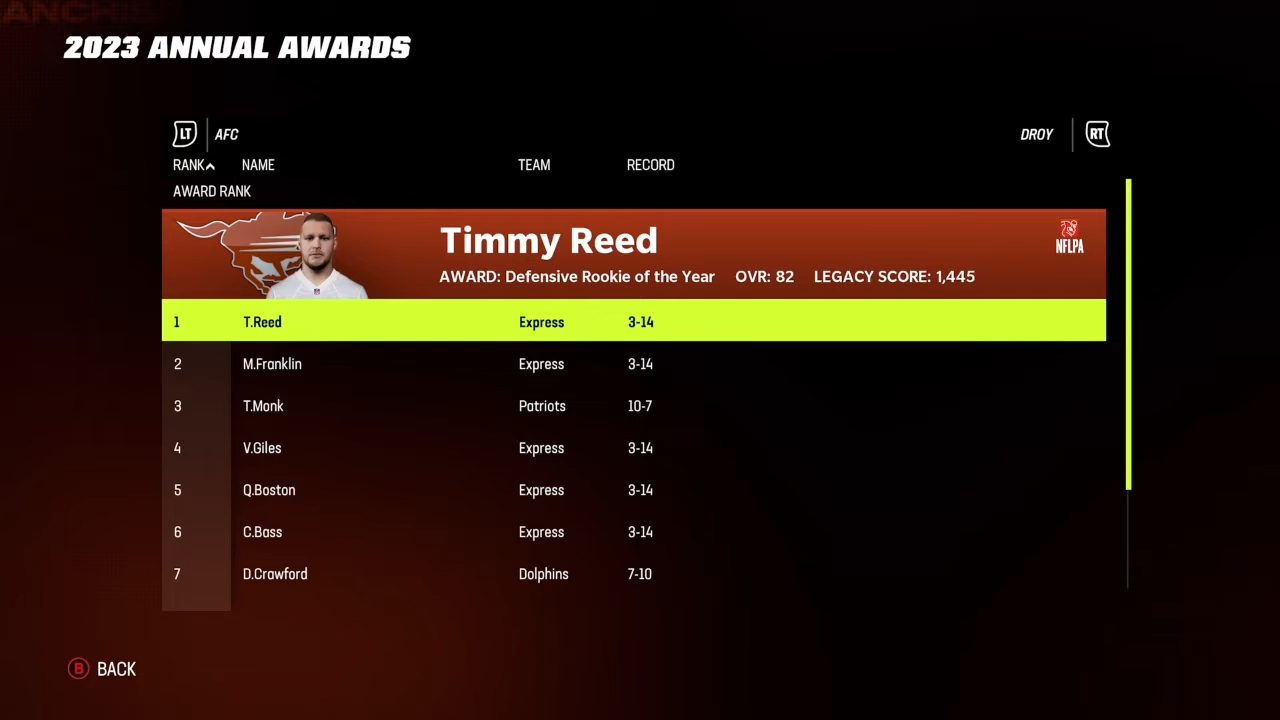 ANCHISE
2023 ANNUAL AWARDS
LT AFC DROY RT
RANK NAME TEAM RECORD
AWARD RANK
Timmy Reed
NFLPA
AWARD: Defensive Rookie of the Year OVR: 82 LEGACY SCORE: 1,445
1 T.Reed Express 3-14
2 M.Franklin Express 3-14
3 T.Monk Patriots 10-7
4 V.Giles Express 3-14
5 Q.Boston Express 3-14
6 C.Bass Express 3-14
7 D.Crawford Dolphins 7-10
B BACK